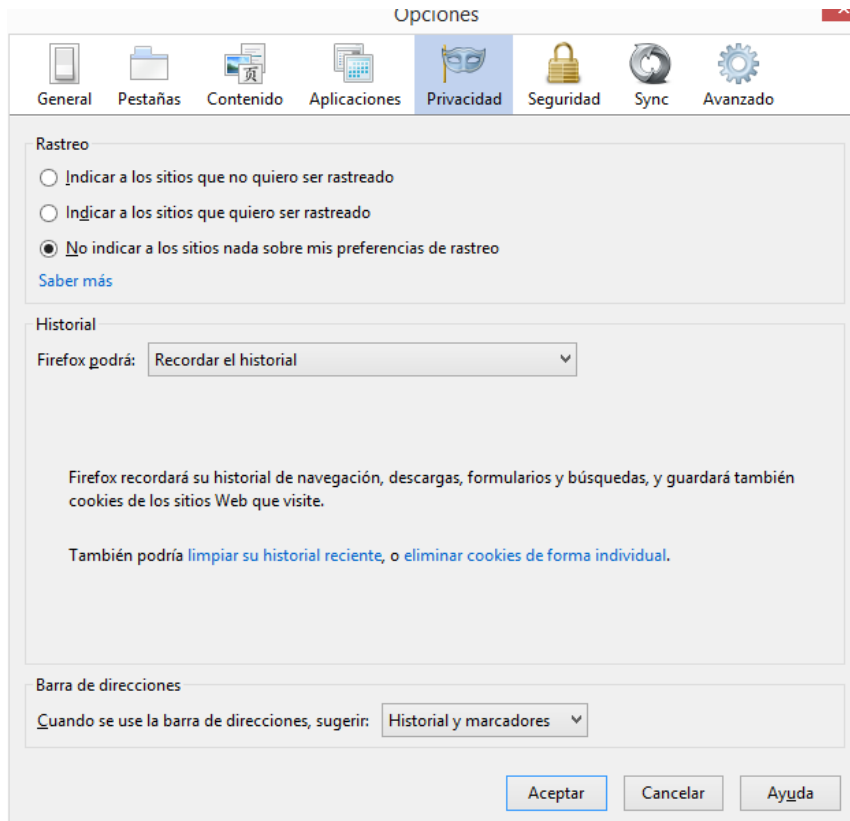 Opciones
General Pestañas Contenido Aplicaciones Privacidad Seguridad Sync Avanzado
Rastreo
Indicar a los sitios que no quiero ser rastreado
Indicar a los sitios que quiero ser rastreado
No indicar a los sitios nada sobre mis preferencias de rastreo
Saber más
Historial
Firefox podrá: Recordar el historial
Firefox recordará su historial de navegación, descargas, formularios y búsquedas, y guardará también
cookies de los sitios Web que visite.
También podría limpiar su historial reciente, o eliminar cookies de forma individual.
Barra de direcciones
Cuando se use la barra de direcciones, sugerir: Historial y marcadores
Aceptar Cancelar Ayuda